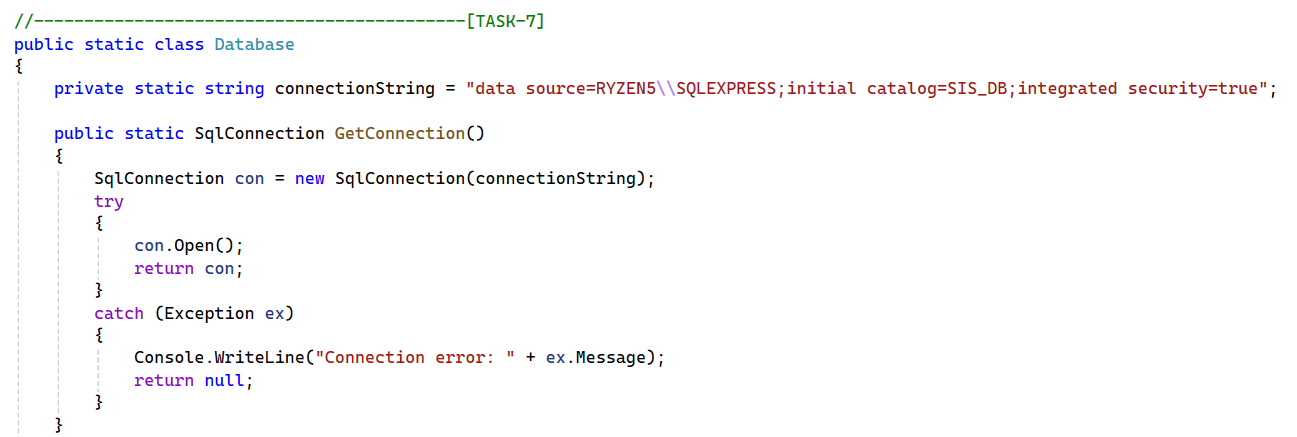 //-------------------------------------------[TASK-7]
public static class Database
{
    private static string connectionString = "data source=RYZEN5\\SQLEXPRESS;initial catalog=SIS_DB;integrated security=true";
    public static SqlConnection GetConnection()
    {
        SqlConnection con = new SqlConnection(connectionString);
        try
        {
            con.Open();
            return con;
        }
        catch (Exception ex)
        {
            Console.WriteLine("Connection error: " + ex.Message);
            return null;
        }
    }